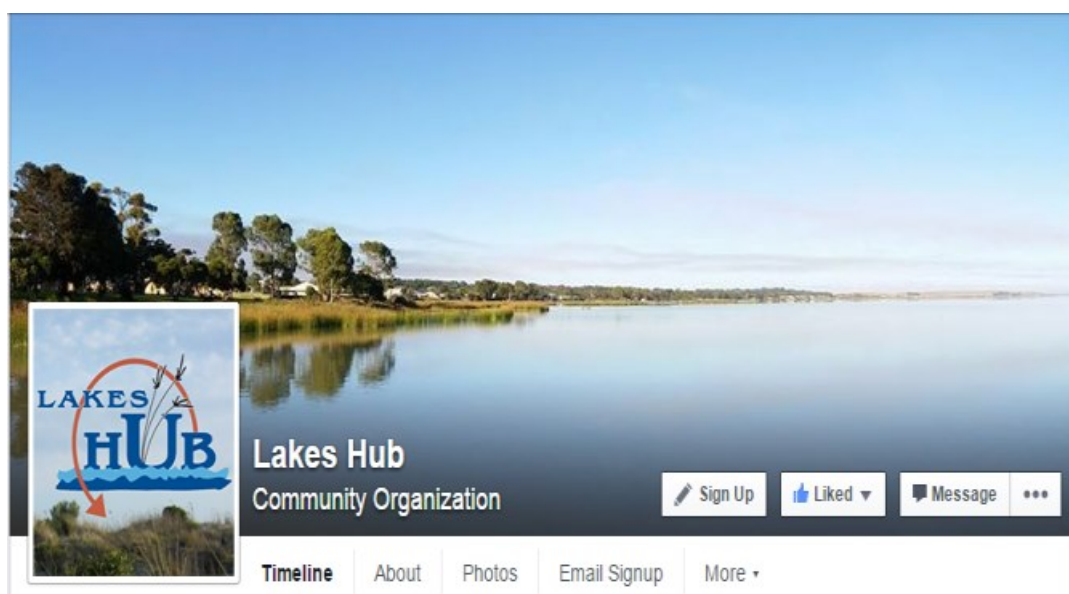 LAKES
HUB
Lakes Hub
Community Organization
Sign Up
Liked
Message
Timeline
About
Photos
Email Signup
More